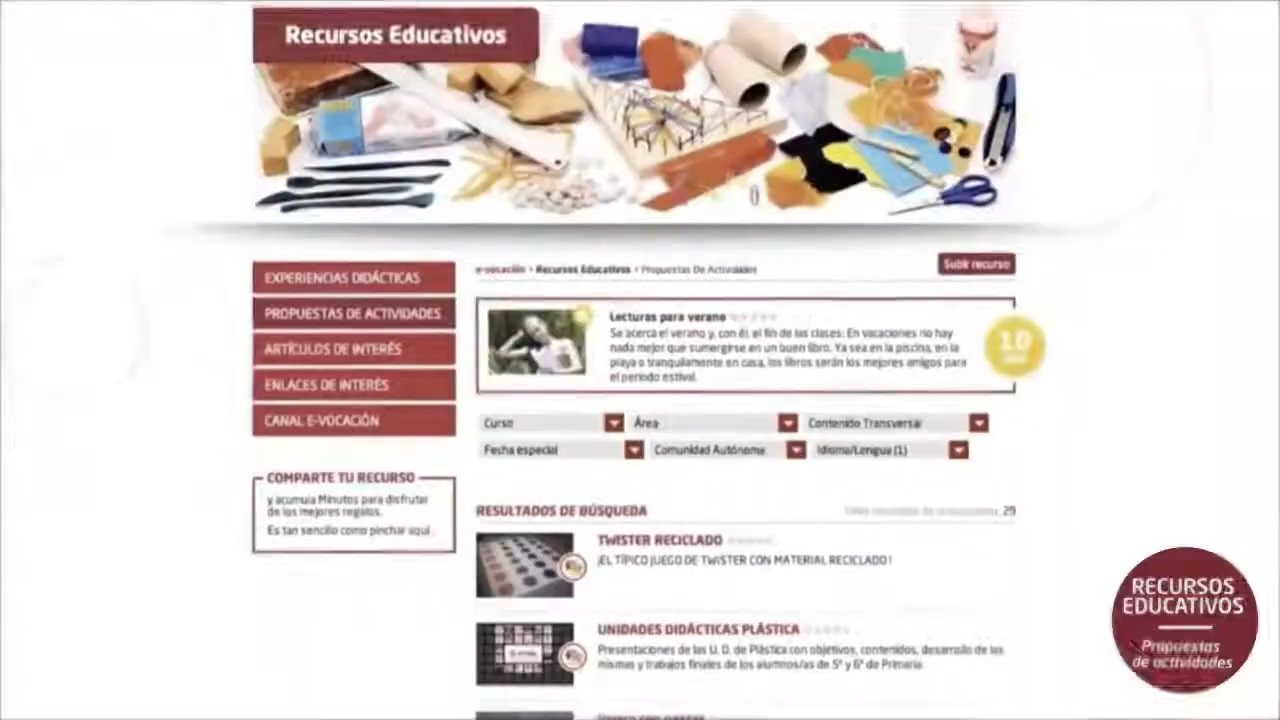 Recursos Educativos
EXPERIENCIAS DIDÁCTICAS
PROPUESTAS DE ACTIVIDADES
ARTÍCULOS DE INTERÉS
ENLACES DE INTERÉS
CANAL E-VOCACIÓN
COMPARTE TU RECURSO
y acumula Minutos para disfrutar
de los mejores regalos.
Es tan sencillo como pinchar aquí
e-vocación • Recursos Educativos • Propuestas De Actividades
Subir recurso
Lecturas para verano
Se acerca el verano y, con él, el fin de las clases. En vacaciones no hay
nada mejor que sumergirse en un buen libro. Ya sea en la piscina, en la
playa o tranquilamente en casa, los libros serán los mejores amigos para
el periodo estival.
10
Curso
Área
Contenido Transversal
Fecha especial
Comunidad Autónoma
Idioma/Lengua (1)
RESULTADOS DE BÚSQUEDA
29
TWISTER RECICLADO
¡EL TÍPICO JUEGO DE TWISTER CON MATERIAL RECICLADO!
UNIDADES DIDÁCTICAS PLÁSTICA
Presentaciones de las U. D. de Plástica con objetivos, contenidos, desarrollo de las
mismas y trabajos finales de los alumnos/as de 5º y 6º de Primaria.
RECURSOS
EDUCATIVOS
Propuestas
de actividades